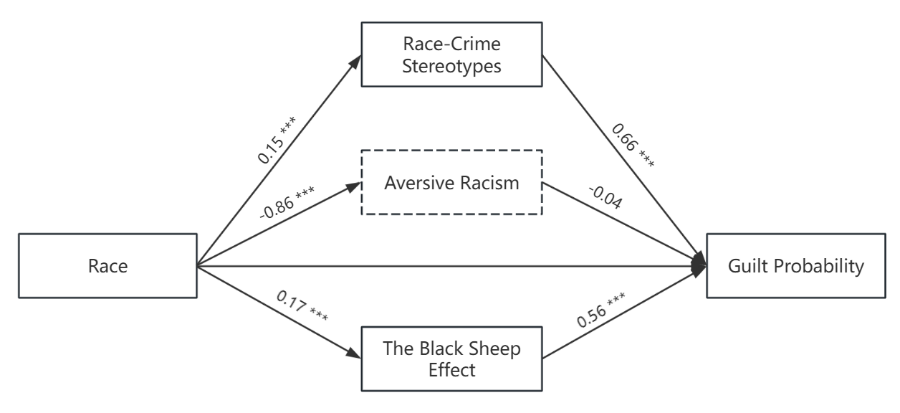 Race-Crime
Stereotypes
0.15 ***
0.66 ***
Aversive Racism
-0.86 ***
-0.04
Race
Guilt Probability
0.17 ***
0.56 ***
The Black Sheep
Effect